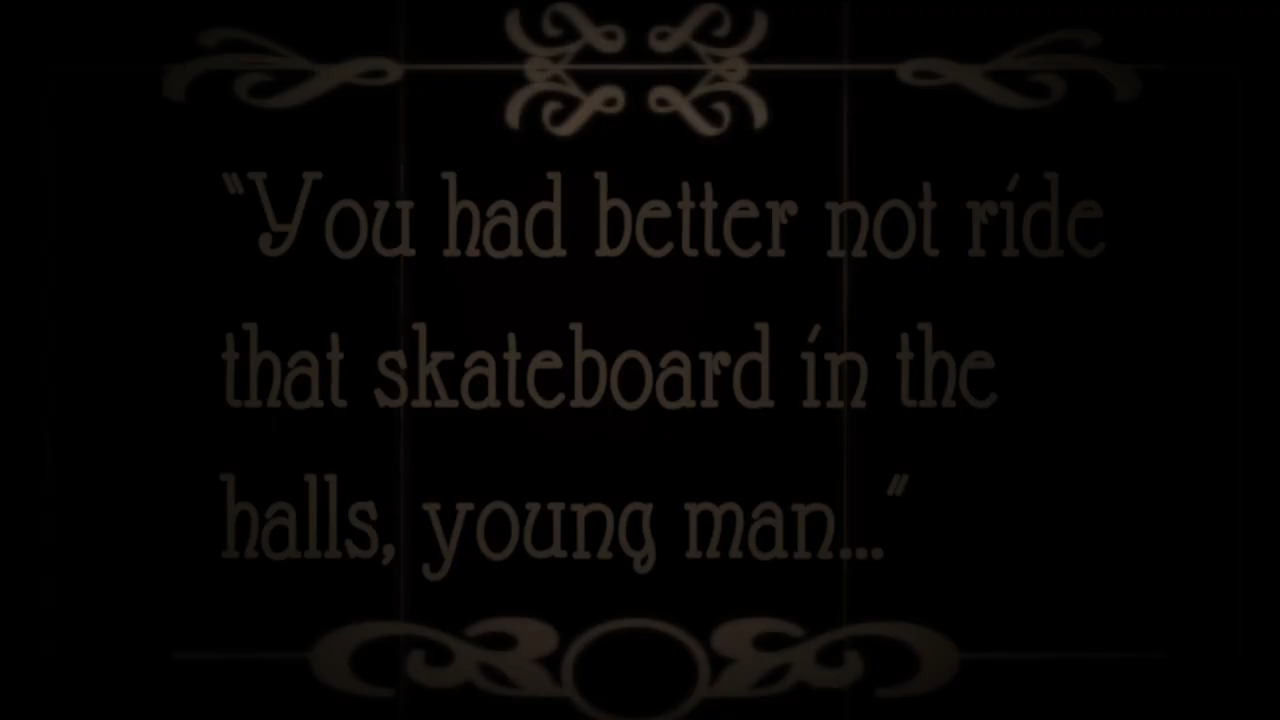 "You had better not ride
that skateboard in the
halls, young man..."